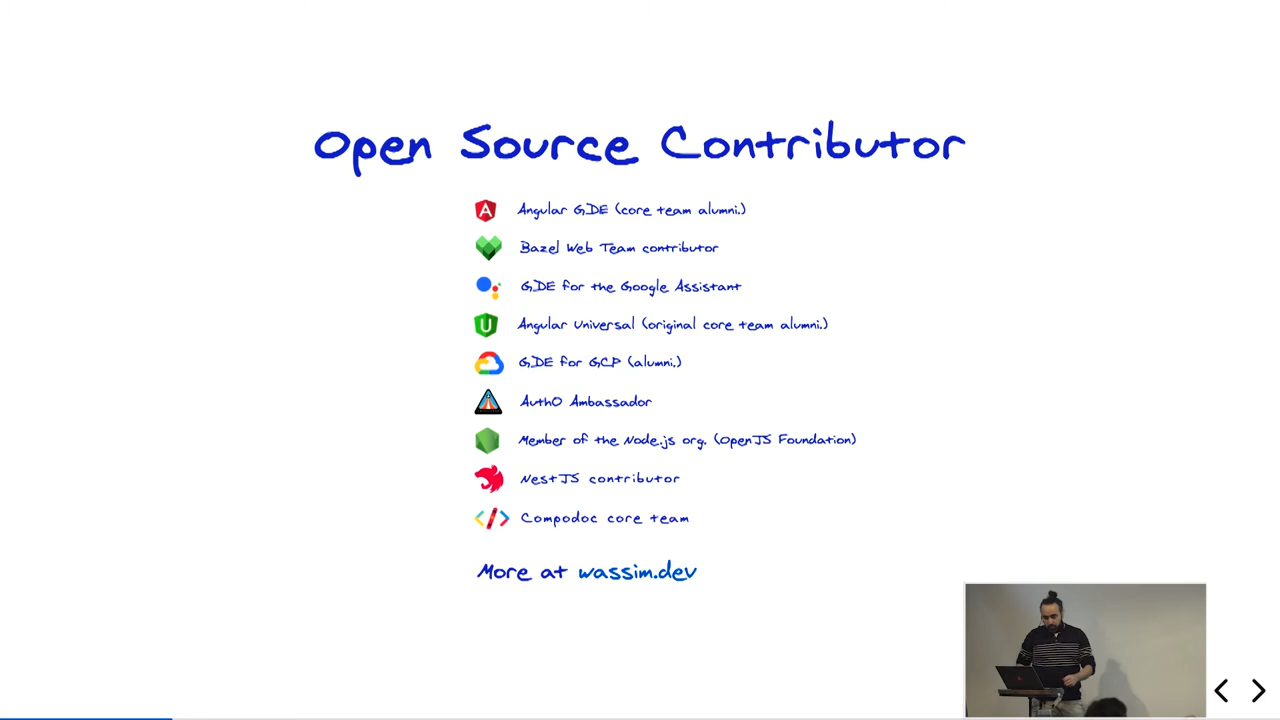 Open Source Contributor
Angular GDE (core team alumni.)
Bazel Web Team contributor
GDE for the Google Assistant
Angular Universal (original core team alumni.)
GDE for GCP (alumni.)
Auth0 Ambassador
Member of the Node.js org. (OpenJS Foundation)
NestJS contributor
Compodoc core team
More at wassim.dev